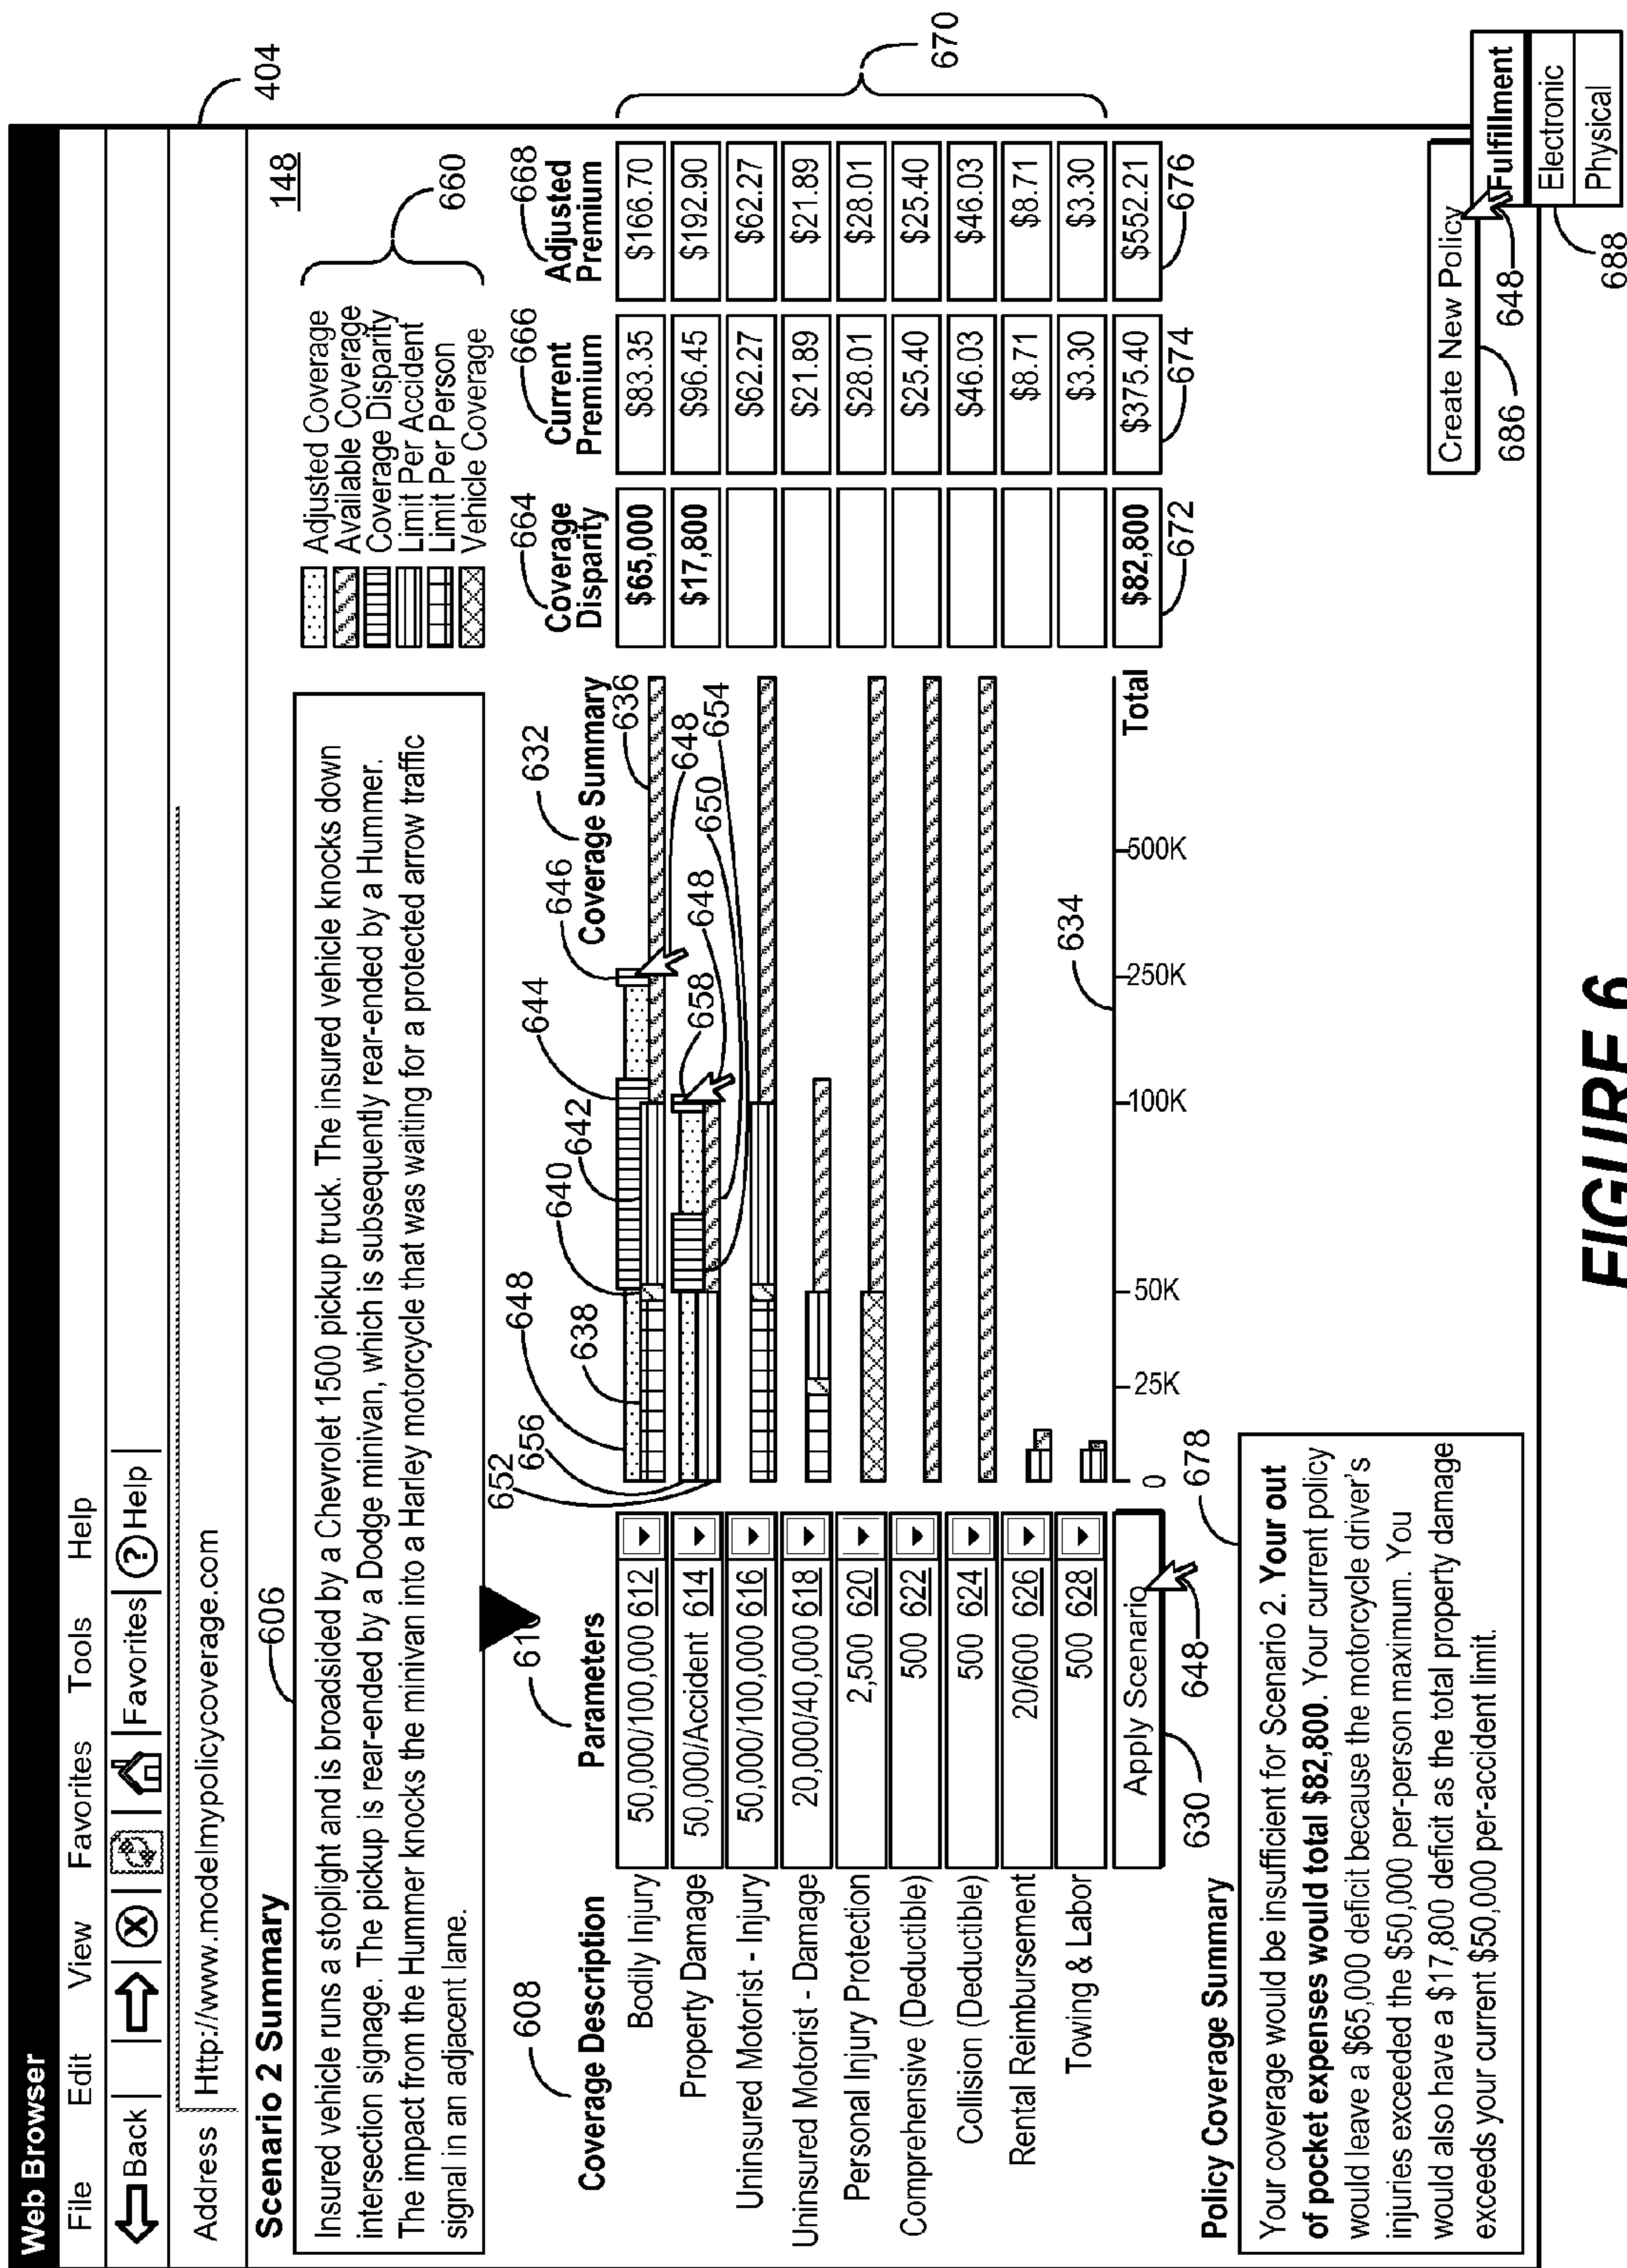 Web Browser
File Edit View Favorites Tools Help
Back Favorites ? Help
Address Http://www.modelmypolicycoverage.com
404
148
Scenario 2 Summary
606
Insured vehicle runs a stoplight and is broadsided by a Chevrolet 1500 pickup truck. The insured vehicle knocks down
intersection signage. The pickup is rear-ended by a Dodge minivan, which is subsequently rear-ended by a Hummer.
The impact from the Hummer knocks the minivan into a Harley motorcycle that was waiting for a protected arrow traffic
signal in an adjacent lane.
Adjusted Coverage
Available Coverage
Coverage Disparity
Limit Per Accident
Limit Per Person
Vehicle Coverage
660
608 610 632 664 666 668
Coverage Description Parameters Coverage Summary Coverage Disparity Current Premium Adjusted Premium
652 656 638 648 640 642 644 646 636
648 658 648 650 654
670
Bodily Injury 50,000/100,000 612 $65,000 $83.35 $166.70
Property Damage 50,000/Accident 614 $17,800 $96.45 $192.90
Uninsured Motorist - Injury 50,000/100,000 616 $62.27 $62.27
Uninsured Motorist - Damage 20,000/40,000 618 $21.89 $21.89
Personal Injury Protection 2,500 620 $28.01 $28.01
Comprehensive (Deductible) 500 622 $25.40 $25.40
Collision (Deductible) 500 624 $46.03 $46.03
Rental Reimbursement 20/600 626 $8.71 $8.71
Towing & Labor 500 628 $3.30 $3.30
634
Apply Scenario 0 25K 50K 100K 250K 500K Total $82,800 $375.40 $552.21
630 648 672 674 676
Policy Coverage Summary
678
Your coverage would be insufficient for Scenario 2. Your out
of pocket expenses would total $82,800. Your current policy
would leave a $65,000 deficit because the motorcycle driver's
injuries exceeded the $50,000 per-person maximum. You
would also have a $17,800 deficit as the total property damage
exceeds your current $50,000 per-accident limit.
Create New Policy
686
648
Fulfillment
Electronic
Physical
688
FIGURE 6